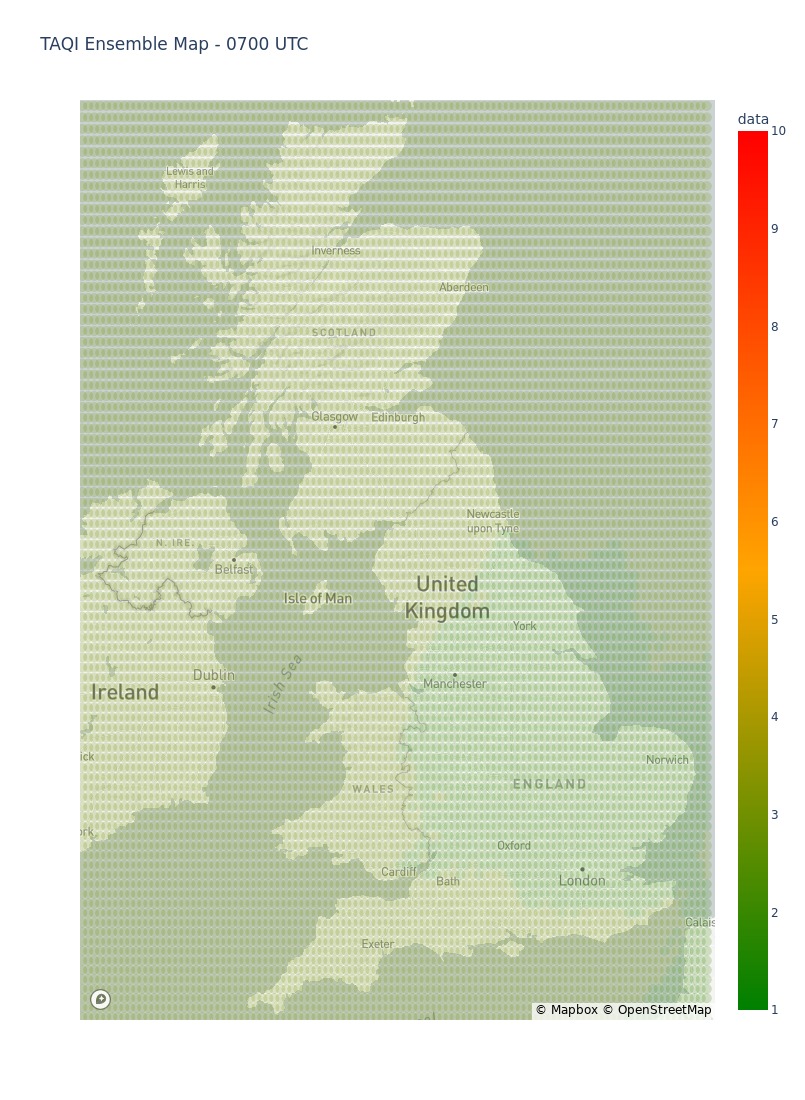 TAQI Ensemble Map - 0700 UTC
data
10
9
8
7
6
5
4
3
2
1
Lewis and
Harris
Inverness
Aberdeen
SCOTLAND
Glasgow
Edinburgh
Newcastle
upon Tyne
N. IRE.
Belfast
Isle of Man
United
Kingdom
York
Dublin
Irish Sea
Manchester
Ireland
ick
Norwich
WALES
ENGLAND
ork
Oxford
Cardiff
Bath
London
Calais
Exeter
© Mapbox © OpenStreetMap